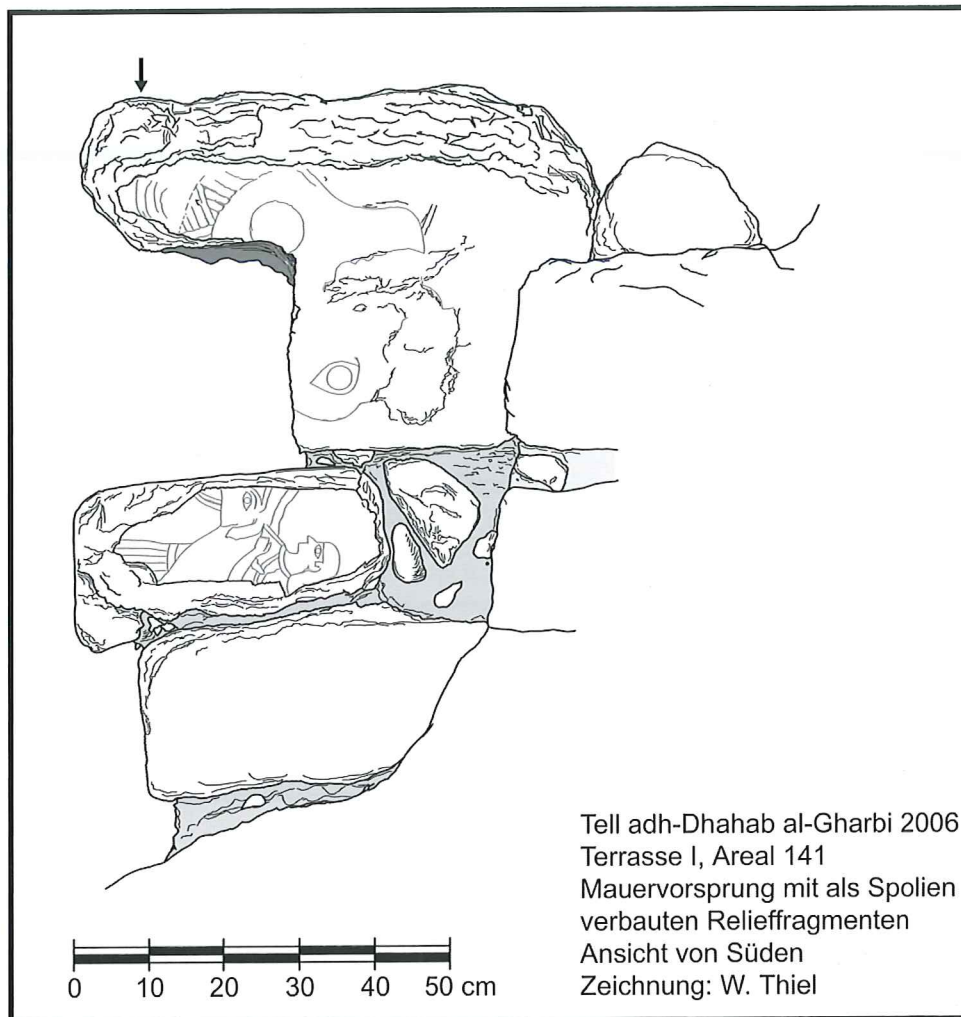 Tell adh-Dhahab al-Gharbi 2006
Terrasse I, Areal 141
Mauervorsprung mit als Spolien
verbauten Relieffragmenten
Ansicht von Süden
Zeichnung: W. Thiel
0 10 20 30 40 50 cm